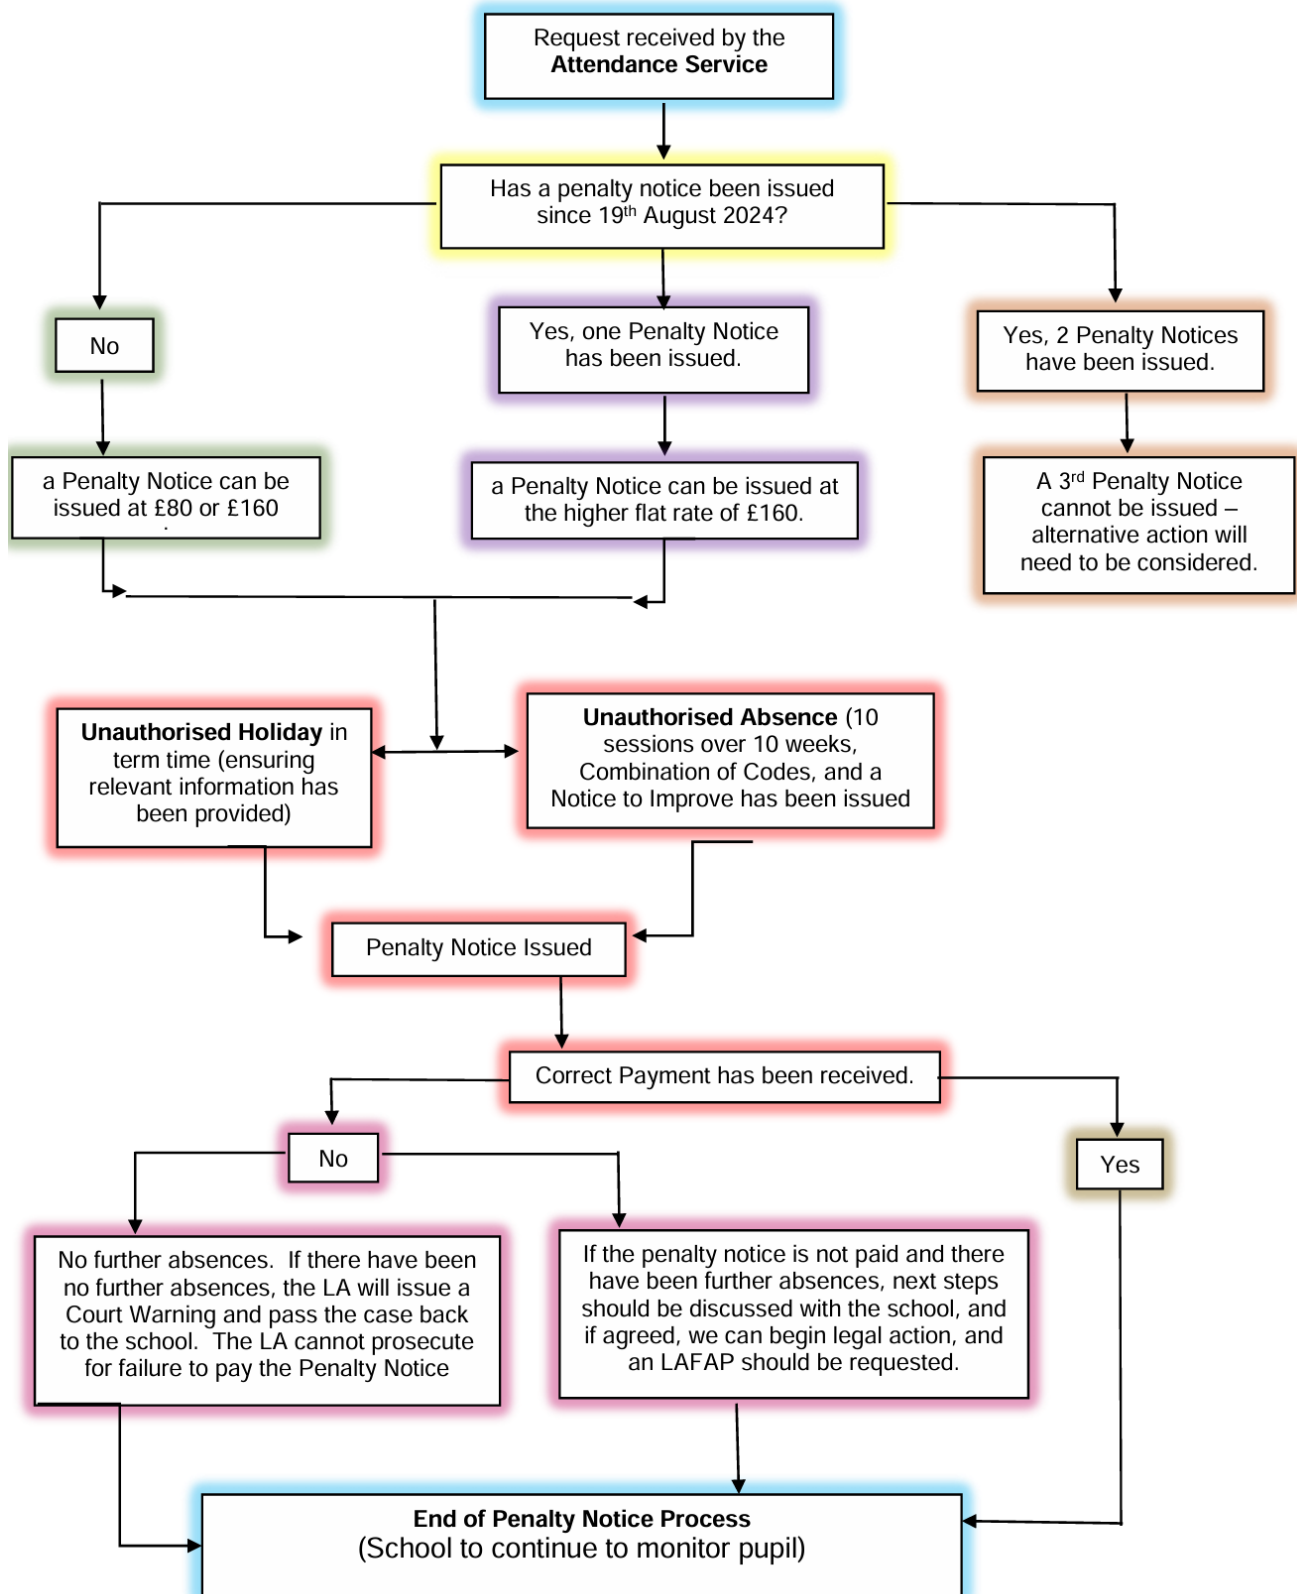 Request received by the
Attendance Service
Has a penalty notice been issued
since 19th August 2024?
No
Yes, one Penalty Notice
has been issued.
Yes, 2 Penalty Notices
have been issued.
a Penalty Notice can be
issued at £80 or £160
.
a Penalty Notice can be issued at
the higher flat rate of £160.
A 3rd Penalty Notice
cannot be issued –
alternative action will
need to be considered.
Unauthorised Holiday in
term time (ensuring
relevant information has
been provided)
Unauthorised Absence (10
sessions over 10 weeks,
Combination of Codes, and a
Notice to Improve has been issued
Penalty Notice Issued
Correct Payment has been received.
No
Yes
No further absences.  If there have been
no further absences, the LA will issue a
Court Warning and pass the case back
to the school.  The LA cannot prosecute
for failure to pay the Penalty Notice
If the penalty notice is not paid and there
have been further absences, next steps
should be discussed with the school, and
if agreed, we can begin legal action, and
an LAFAP should be requested.
End of Penalty Notice Process
(School to continue to monitor pupil)